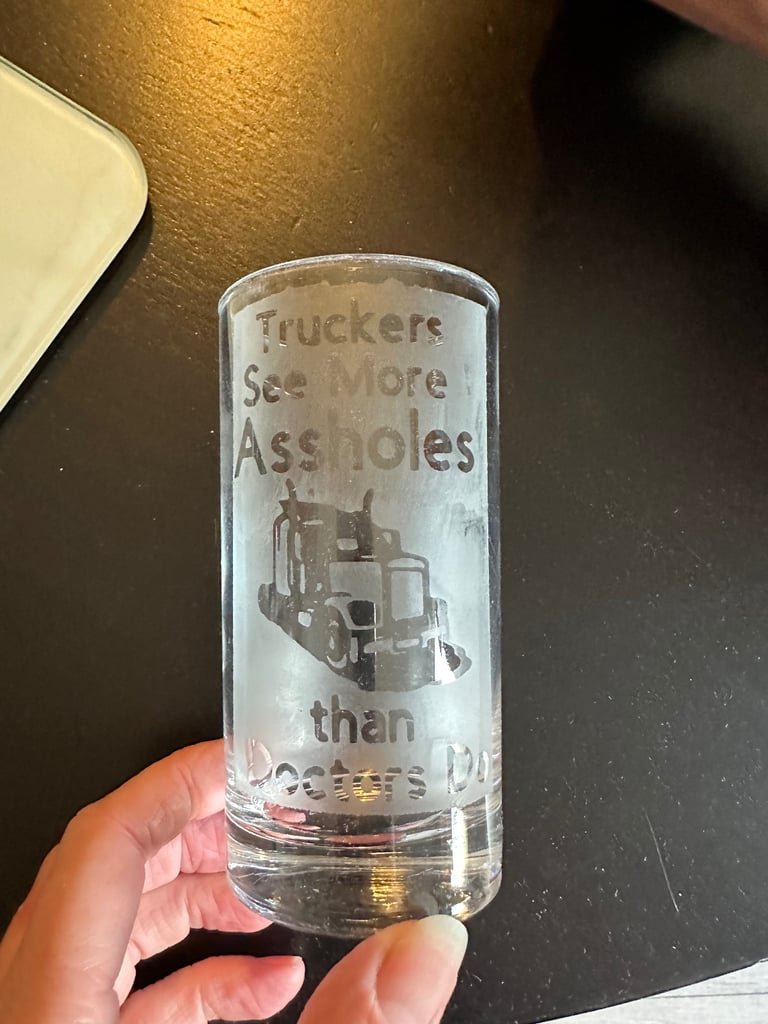 Truckers
See More
Assholes
than
Doctors Do